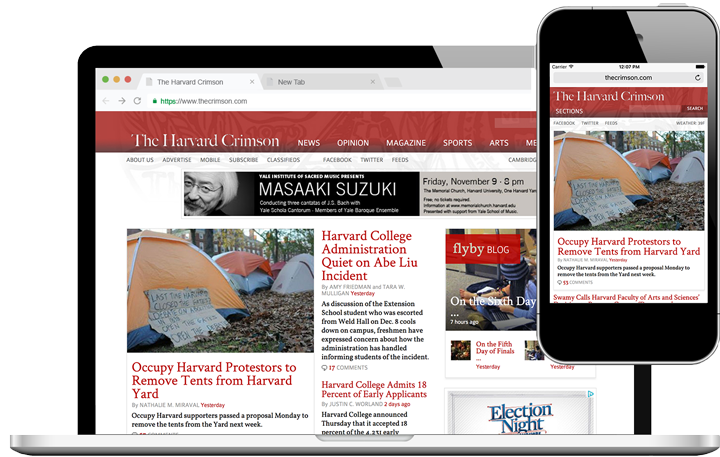 The Harvard Crimson
New Tab
https://www.thecrimson.com
The Harvard Crimson
NEWS OPINION MAGAZINE SPORTS ARTS ME
ABOUT US ADVERTISE MOBILE SUBSCRIBE CLASSIFIEDS FACEBOOK TWITTER FEEDS CAMBRIDG
YALE INSTITUTE OF SACRED MUSIC PRESENTS
MASAAKI SUZUKI
Conducting three cantatas of J.S. Bach with
Yale Schola Cantorum · Members of Yale Baroque Ensemble
Friday, November 9 · 8 pm
The Memorial Church, Harvard University, One Harvard Yard
Free; no tickets required.
Information at www.memorialchurch.harvard.edu
Presented with support from Yale School of Music.
LAST TIME
HARVARD
CLOSED
Occupy Harvard Protestors to
Remove Tents from Harvard
Yard
By NATHALIE M. MIRAVAL Yesterday
Occupy Harvard supporters passed a proposal Monday to
remove the tents from the Yard next week.
COMMENTS
Harvard College
Administration
Quiet on Abe Liu
Incident
By AMY FRIEDMAN and TARA W.
MULLIGAN Yesterday
As discussion of the Extension
School student who was escorted
from Weld Hall on Dec. 8 cools
down on campus, freshmen have
expressed concern about how the
administration has handled
informing students of the incident.
17 COMMENTS
Harvard College Admits 18
Percent of Early Applicants
By JUSTIN C. WORLAND 2 days ago
Harvard College announced
Thursday that it accepted 18
percent of the 4,231 early
flyby BLOG
On the Sixth Day
...
7 hours ago
On the Fifth
Day of Finals
...
Yesterday
Yesterday
Election
Night
Carrier 12:07 PM
thecrimson.com
The Harvard Crimson
SECTIONS SEARCH
FACEBOOK TWITTER FEEDS WEATHER: 39F
Occupy Harvard Protestors to
Remove Tents from Harvard Yard
By NATHALIE M. MIRAVAL Yesterday
Occupy Harvard supporters passed a proposal Monday to
remove the tents from the Yard next week.
55 COMMENTS
Swamy Calls Harvard Faculty of Arts and Sciences'